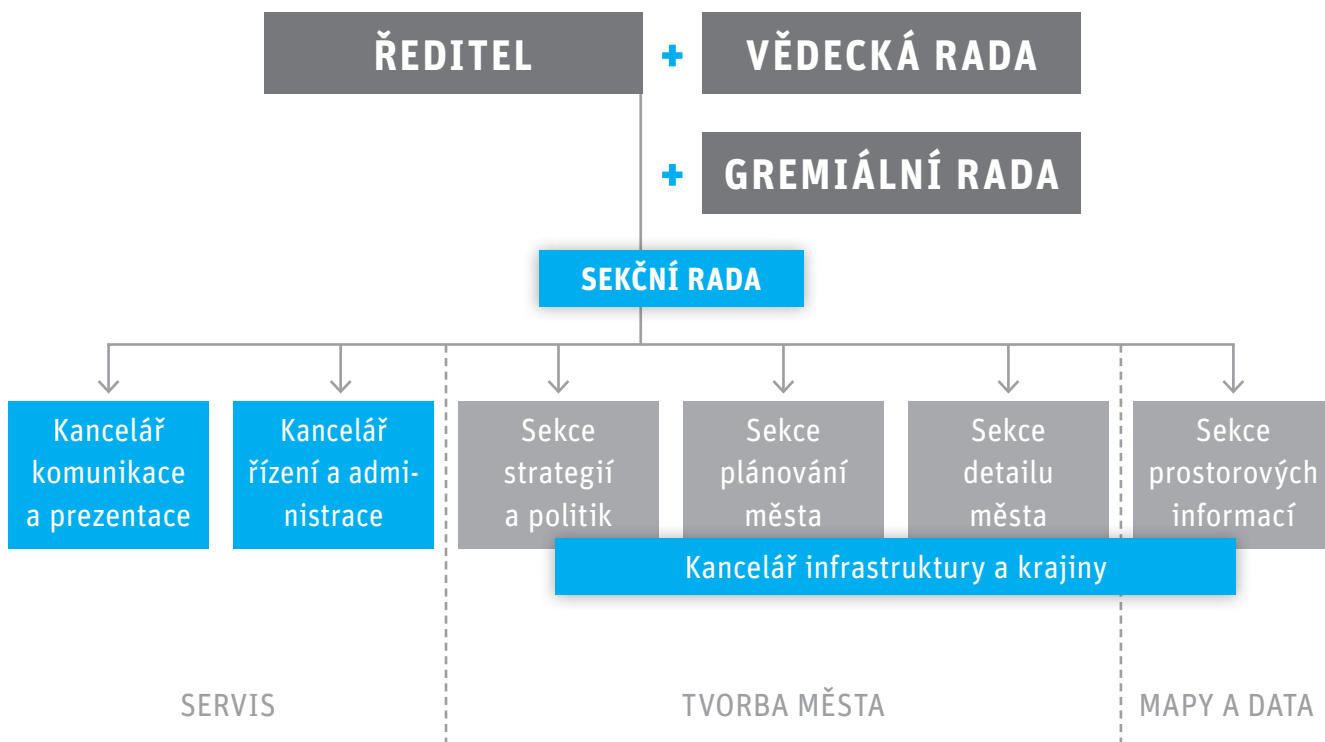 ŘEDITEL
+
VĚDECKÁ RADA
+
GREMIÁLNÍ RADA
SEKČNÍ RADA
Kancelář
komunikace
a prezentace
Kancelář
řízení a admi-
nistrace
Sekce
strategií
a politik
Sekce
plánování
města
Sekce
detailu
města
Sekce
prostorových
informací
Kancelář infrastruktury a krajiny
SERVIS
TVORBA MĚSTA
MAPY A DATA